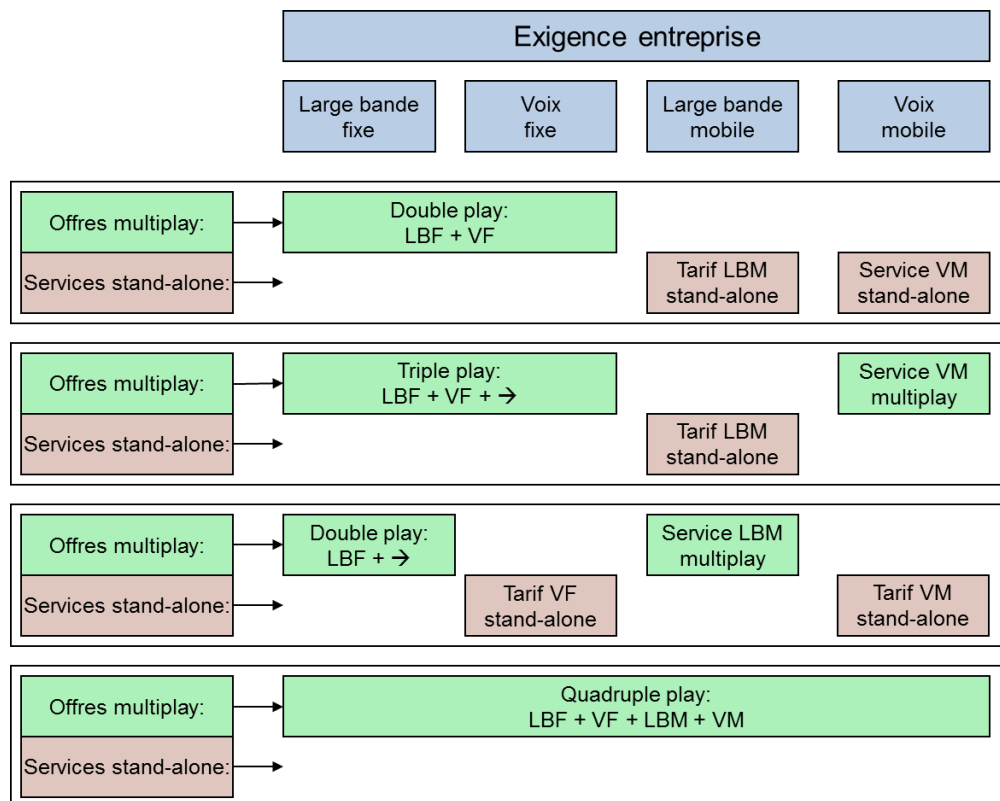 Exigence entreprise
Large bande
fixe
Voix
fixe
Large bande
mobile
Voix
mobile
Offres multiplay:
Double play:
LBF + VF
Services stand-alone:
Tarif LBM
stand-alone
Service VM
stand-alone
Offres multiplay:
Triple play:
LBF + VF + →
Service VM
multiplay
Services stand-alone:
Tarif LBM
stand-alone
Offres multiplay:
Double play:
LBF + →
Service LBM
multiplay
Services stand-alone:
Tarif VF
stand-alone
Tarif VM
stand-alone
Offres multiplay:
Quadruple play:
LBF + VF + LBM + VM
Services stand-alone: